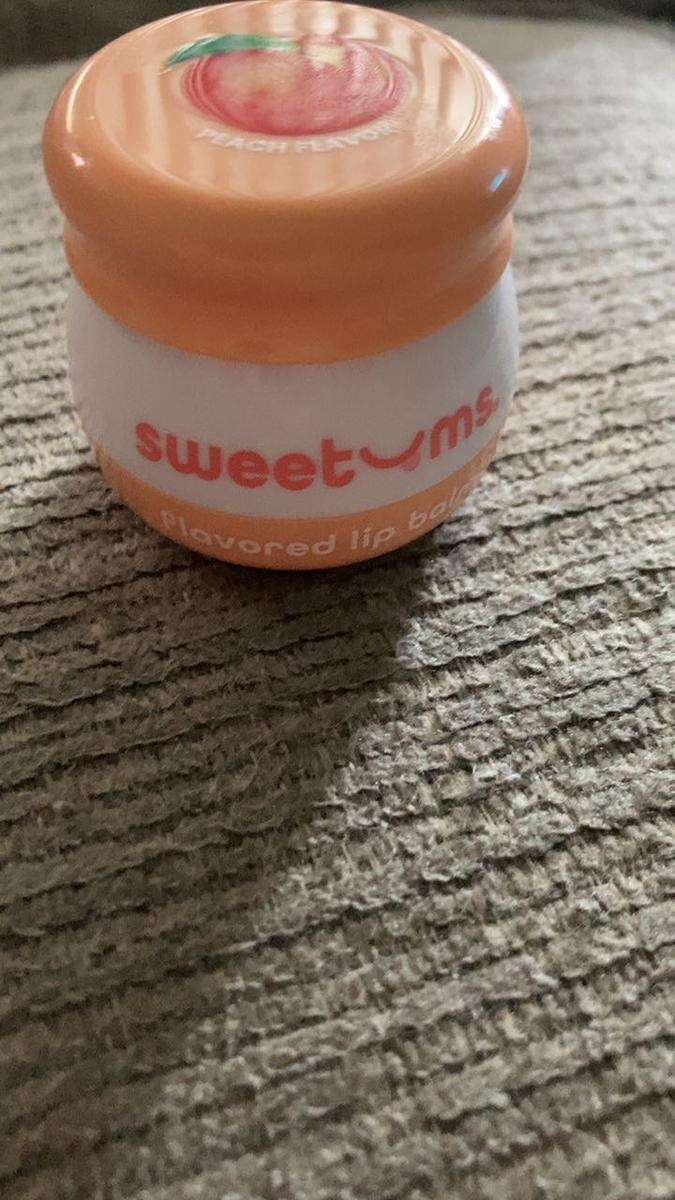 PEACH FLAVOR
sweetums
flavored lip balm